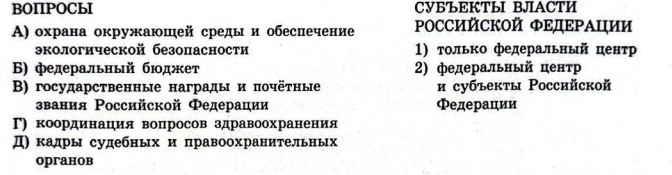 ВОПРОСЫ
А) охрана окружающей среды и обеспечение
экологической безопасности
Б) федеральный бюджет
В) государственные награды и почётные
звания Российской Федерации
Г) координация вопросов здравоохранения
Д) кадры судебных и правоохранительных
органов
СУБЪЕКТЫ ВЛАСТИ
РОССИЙСКОЙ ФЕДЕРАЦИИ
1) только федеральный центр
2) федеральный центр
и субъекты Российской
Федерации